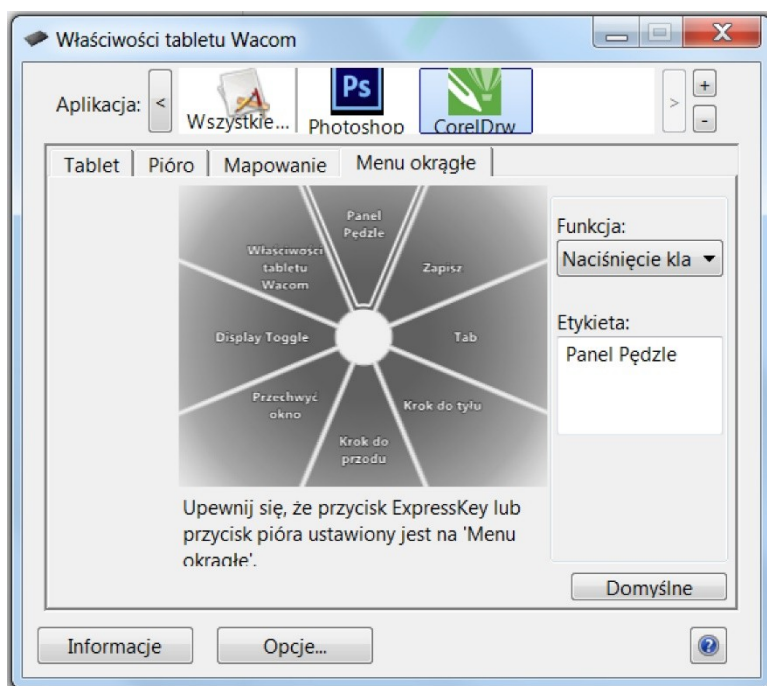 Właściwości tabletu Wacom
Aplikacja:
<
Wszystkie...
Ps
Photoshop
CorelDrw
>
+
-
Tablet
Pióro
Mapowanie
Menu okrągłe
Panel
Pędzle
Właściwości
tabletu
Wacom
Zapisz
Display Toggle
Tab
Przechwyć
okno
Krok do tyłu
Krok do
przodu
Funkcja:
Naciśnięcie kla
Etykieta:
Panel Pędzle
Upewnij się, że przycisk ExpressKey lub
przycisk pióra ustawiony jest na 'Menu
okrągłe'.
Domyślne
Informacje
Opcje...
?